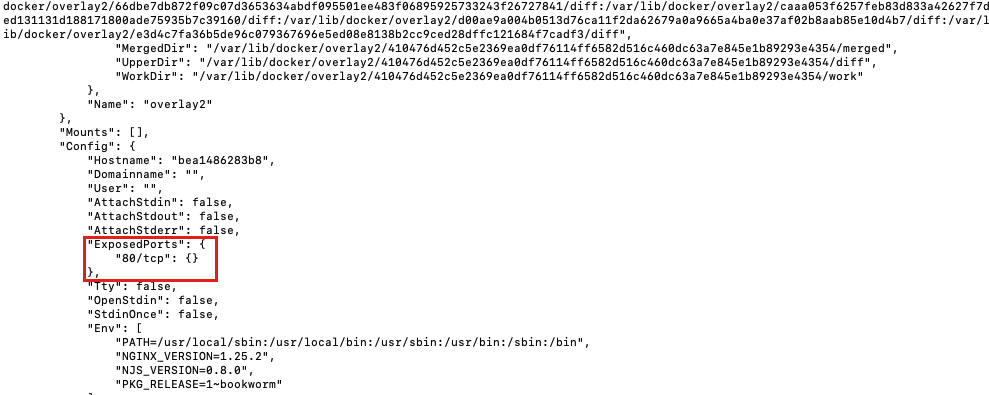 docker/overlay2/66dbe7db872f09c07d3653634abdf095501ee483f06895925733243f26727841/diff:/var/lib/docker/overlay2/caaa053f6257feb83d833a42627f7d
ed131131d188171800ade75935b7c39160/diff:/var/lib/docker/overlay2/d00ae9a004b0513d76ca11f2da62679a0a9665a4ba0e37af02b8aab85e10d4b7/diff:/var/l
ib/docker/overlay2/e3d4c7fa36b5de96c079367696e5ed08e8138b2cc9ced28dffc121684f7cadf3/diff",
"MergedDir": "/var/lib/docker/overlay2/410476d452c5e2369ea0df76114ff6582d516c460dc63a7e845e1b89293e4354/merged",
"UpperDir": "/var/lib/docker/overlay2/410476d452c5e2369ea0df76114ff6582d516c460dc63a7e845e1b89293e4354/diff",
"WorkDir": "/var/lib/docker/overlay2/410476d452c5e2369ea0df76114ff6582d516c460dc63a7e845e1b89293e4354/work"
},
"Name": "overlay2"
},
"Mounts": [],
"Config": {
"Hostname": "bea1486283b8",
"Domainname": "",
"User": "",
"AttachStdin": false,
"AttachStdout": false,
"AttachStderr": false,
"ExposedPorts": {
"80/tcp": {}
},
"Tty": false,
"OpenStdin": false,
"StdinOnce": false,
"Env": [
"PATH=/usr/local/sbin:/usr/local/bin:/usr/sbin:/usr/bin:/sbin:/bin",
"NGINX_VERSION=1.25.2",
"NJS_VERSION=0.8.0",
"PKG_RELEASE=1~bookworm"